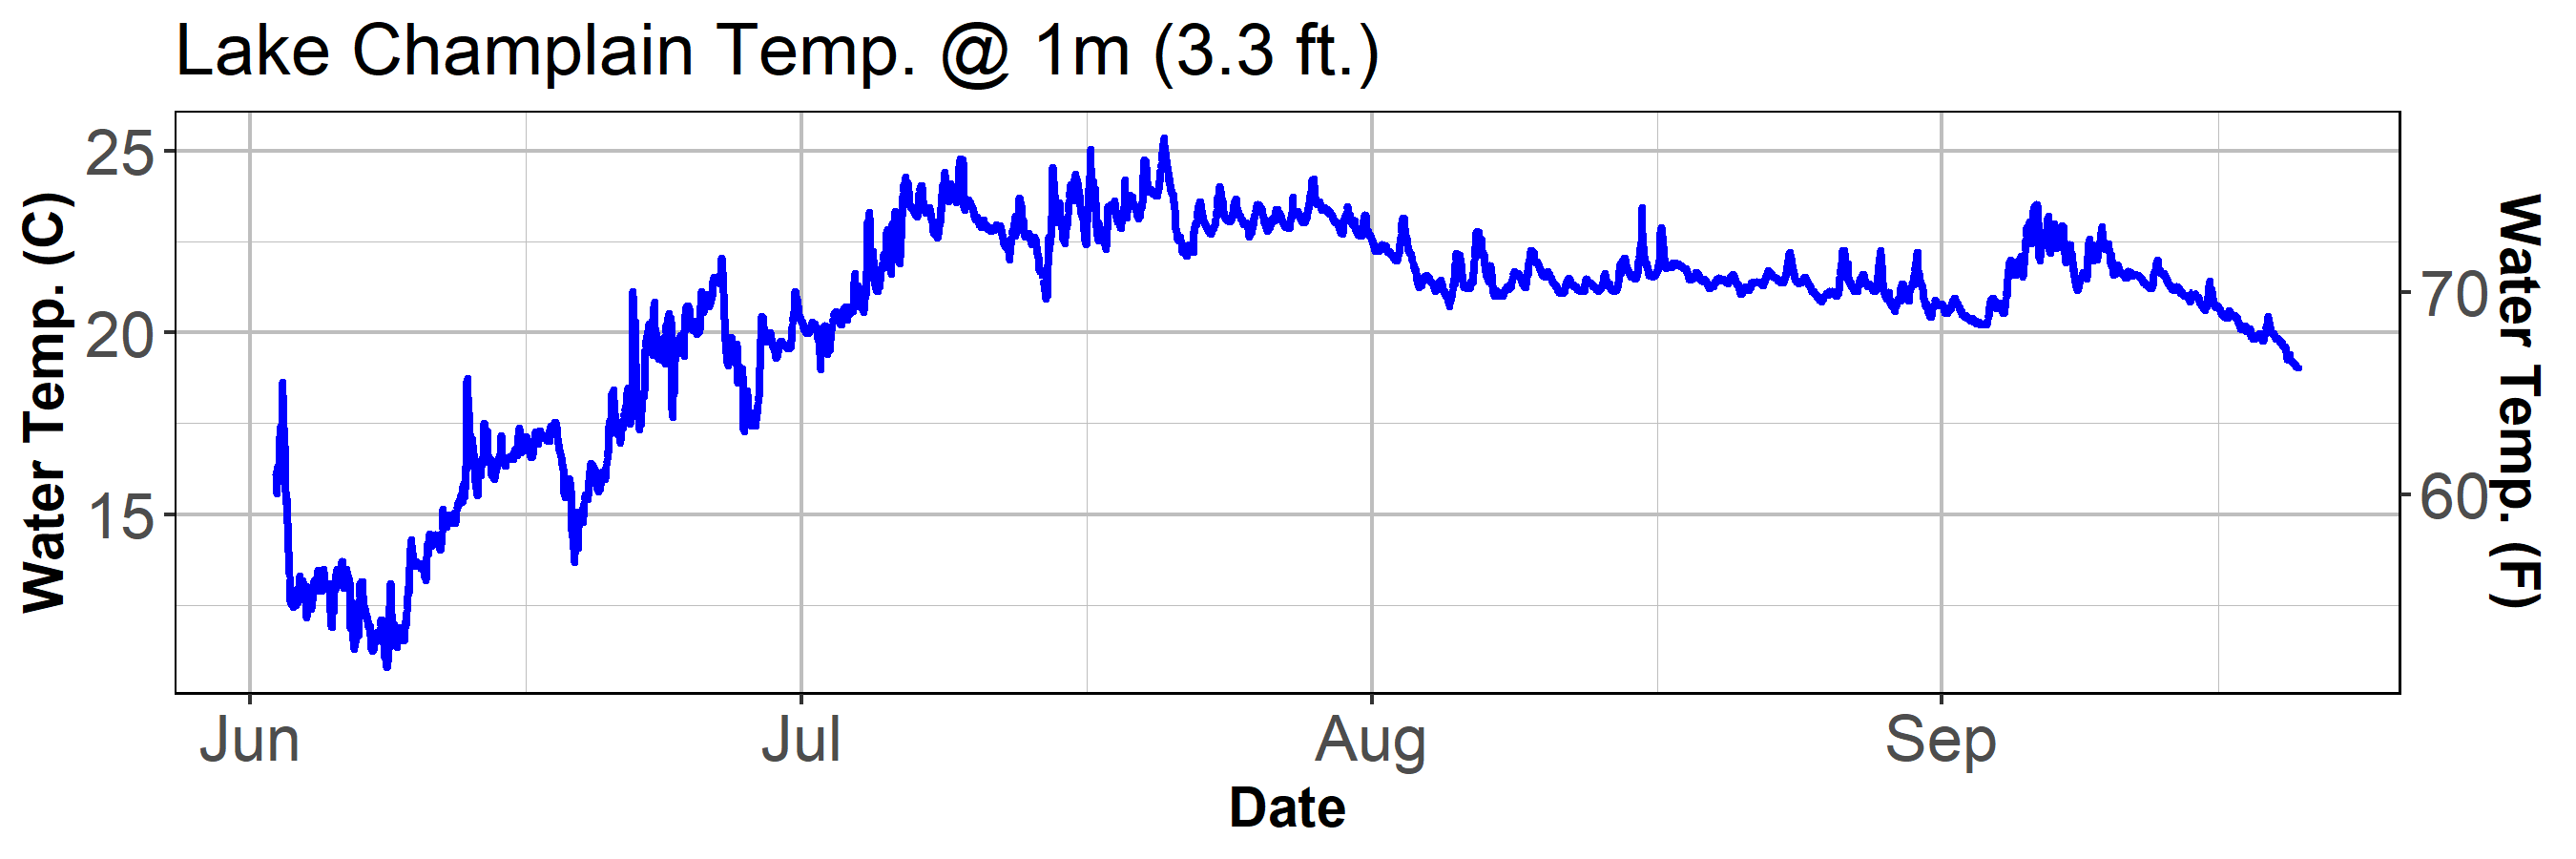 Lake Champlain Temp. @ 1m (3.3 ft.)
Water Temp. (C)
25
20
15
70
60
Water Temp. (F)
Jun Jul Aug Sep
Date